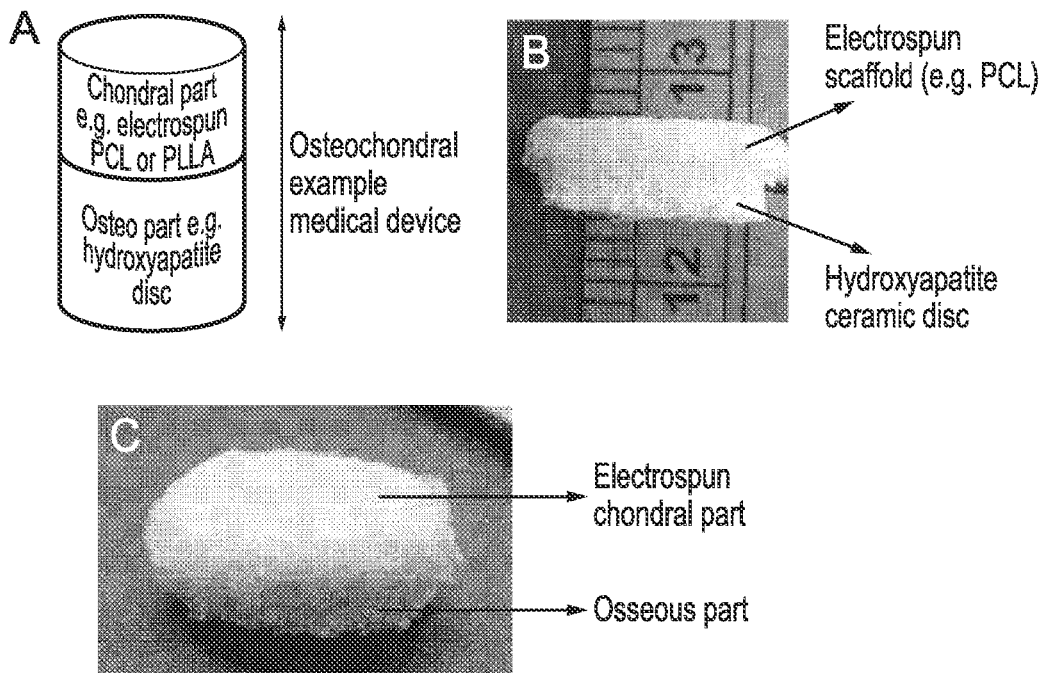 A
Chondral part
e.g. electrospun
PCL or PLLA
Osteo part e.g.
hydroxyapatite
disc
Osteochondral
example
medical device
B
13
12
Electrospun
scaffold (e.g. PCL)
Hydroxyapatite
ceramic disc
C
Electrospun
chondral part
Osseous part